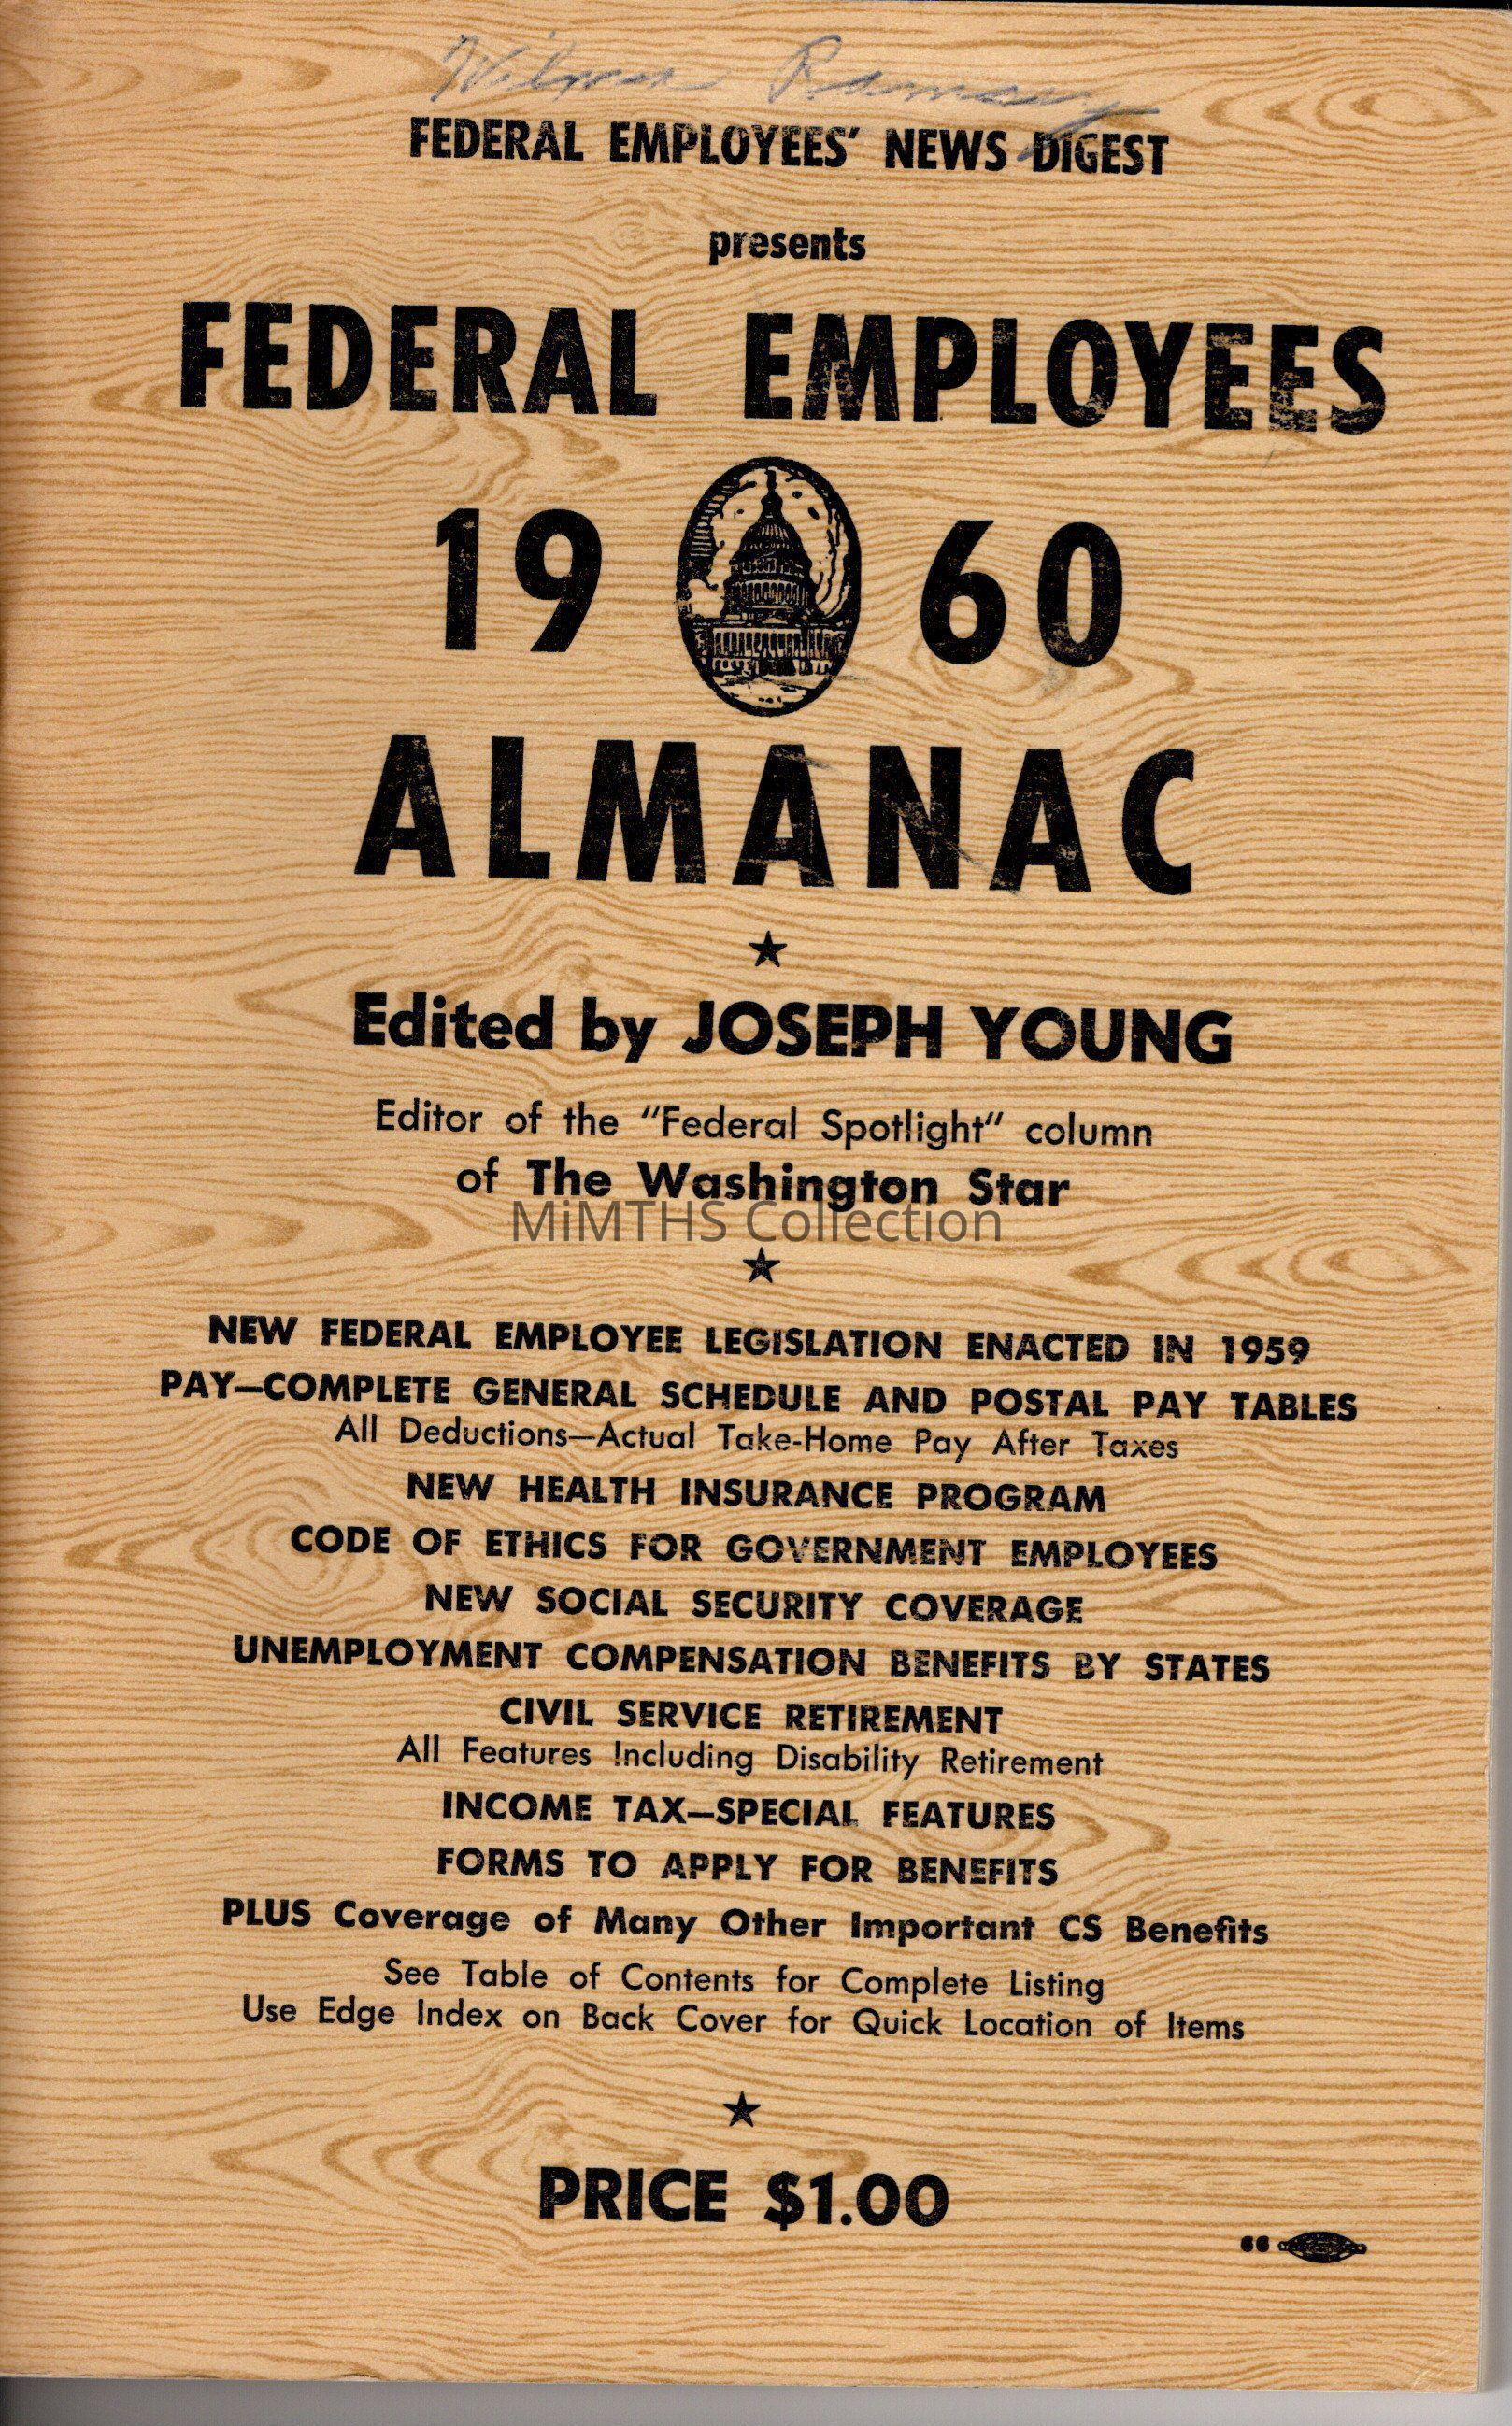 Wilma Ramsey
FEDERAL EMPLOYEES' NEWS DIGEST
presents
FEDERAL EMPLOYEES
19 60
ALMANAC
Edited by JOSEPH YOUNG
Editor of the "Federal Spotlight" column
of The Washington Star
MiMTHS Collection
NEW FEDERAL EMPLOYEE LEGISLATION ENACTED IN 1959
PAY—COMPLETE GENERAL SCHEDULE AND POSTAL PAY TABLES
All Deductions—Actual Take-Home Pay After Taxes
NEW HEALTH INSURANCE PROGRAM
CODE OF ETHICS FOR GOVERNMENT EMPLOYEES
NEW SOCIAL SECURITY COVERAGE
UNEMPLOYMENT COMPENSATION BENEFITS BY STATES
CIVIL SERVICE RETIREMENT
All Features Including Disability Retirement
INCOME TAX—SPECIAL FEATURES
FORMS TO APPLY FOR BENEFITS
PLUS Coverage of Many Other Important CS Benefits
See Table of Contents for Complete Listing
Use Edge Index on Back Cover for Quick Location of Items
PRICE $1.00